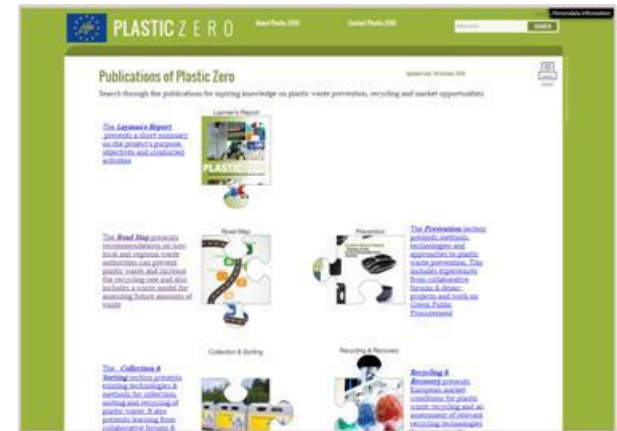 Persondata information
PLASTIC ZERO
About Plastic ZERO
Contact Plastic ZERO
SEARCH
Publications of Plastic Zero
Search through the publications for inpiring knowledge on plastic waste prevention, recycling and market opportunities.
Layman's Report
The Layman's Report
presents a short summary
on the project's purpose,
objectives and conducted
activities
PLASTIC ZERO
Road Map
The Road Map presents
recommendations on how
local and regional waste
authorities can prevent
plastic waste and increase
the recycling rate and also
includes a waste model for
assessing future amounts of
waste
Prevention
The Prevention section
presents methods,
technologies and
approaches to plastic
waste prevention. This
includes experiences
from collaborative
forums & demo-
projects and work on
Green Public
Procurement
Collection & Sorting
The Collection &
Sorting section presents
existing technologies &
methods for collection,
sorting and recycling of
plastic waste. It also
presents learning from
collaborative forums &
Recycling & Recovery
Recycling &
Recovery presents
European market
conditions for plastic
waste recycling and an
assessment of relevant
recycling technologies